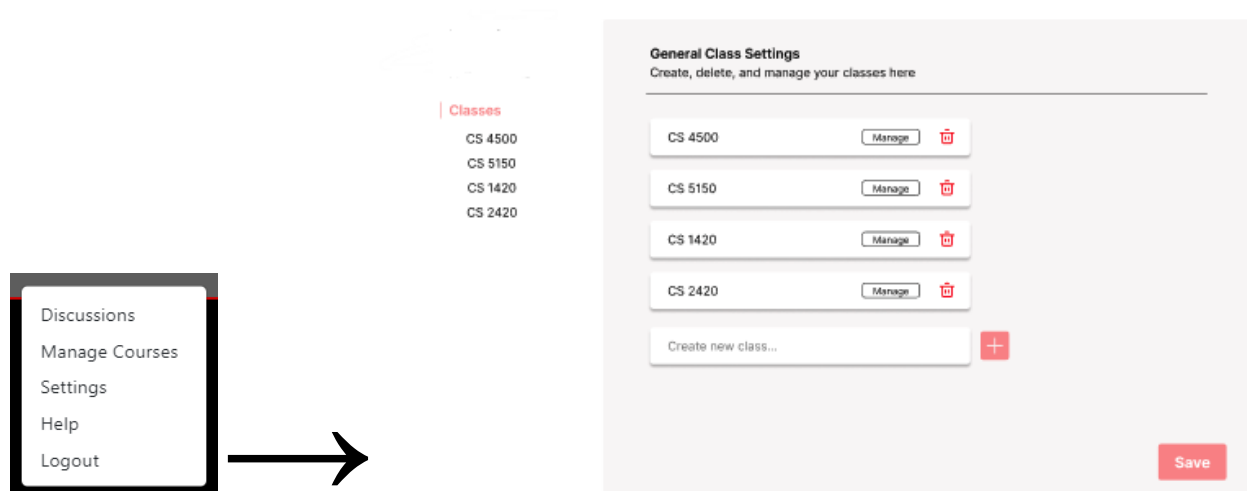 Discussions
Manage Courses
Settings
Help
Logout
Classes
CS 4500
CS 5150
CS 1420
CS 2420
General Class Settings
Create, delete, and manage your classes here
CS 4500 Manage
CS 5150 Manage
CS 1420 Manage
CS 2420 Manage
Create new class...
Save